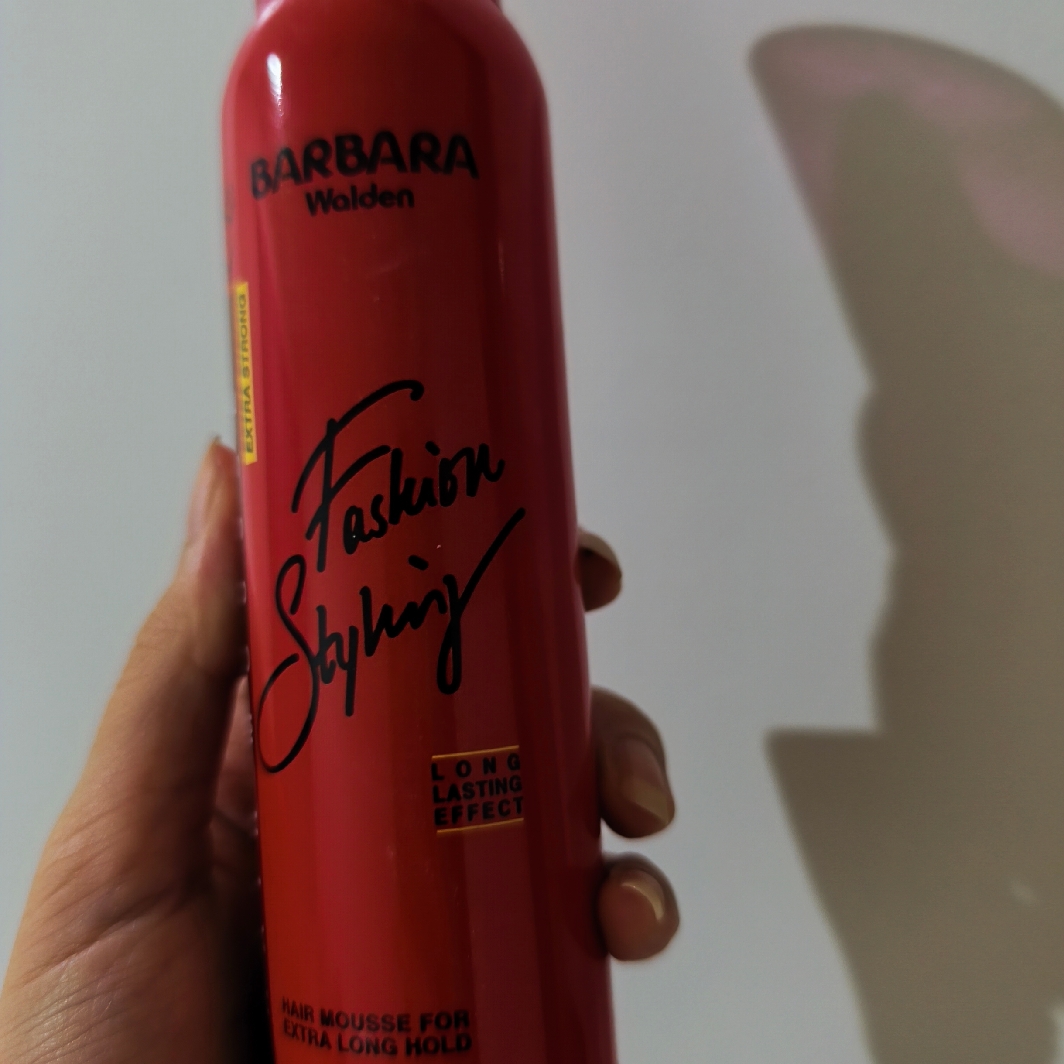 BARBARA
Walden
EXTRA STRONG
Fashion
Styling
LONG
LASTING
EFFECT
HAIR MOUSSE FOR
EXTRA LONG HOLD